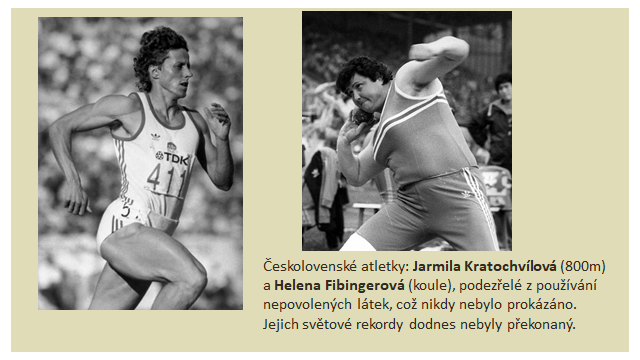 TDK
411
5
Českolovenské atletky: Jarmila Kratochvílová (800m)
a Helena Fibingerová (koule), podezřelé z používání
nepovolených látek, což nikdy nebylo prokázáno.
Jejich světové rekordy dodnes nebyly překonaný.